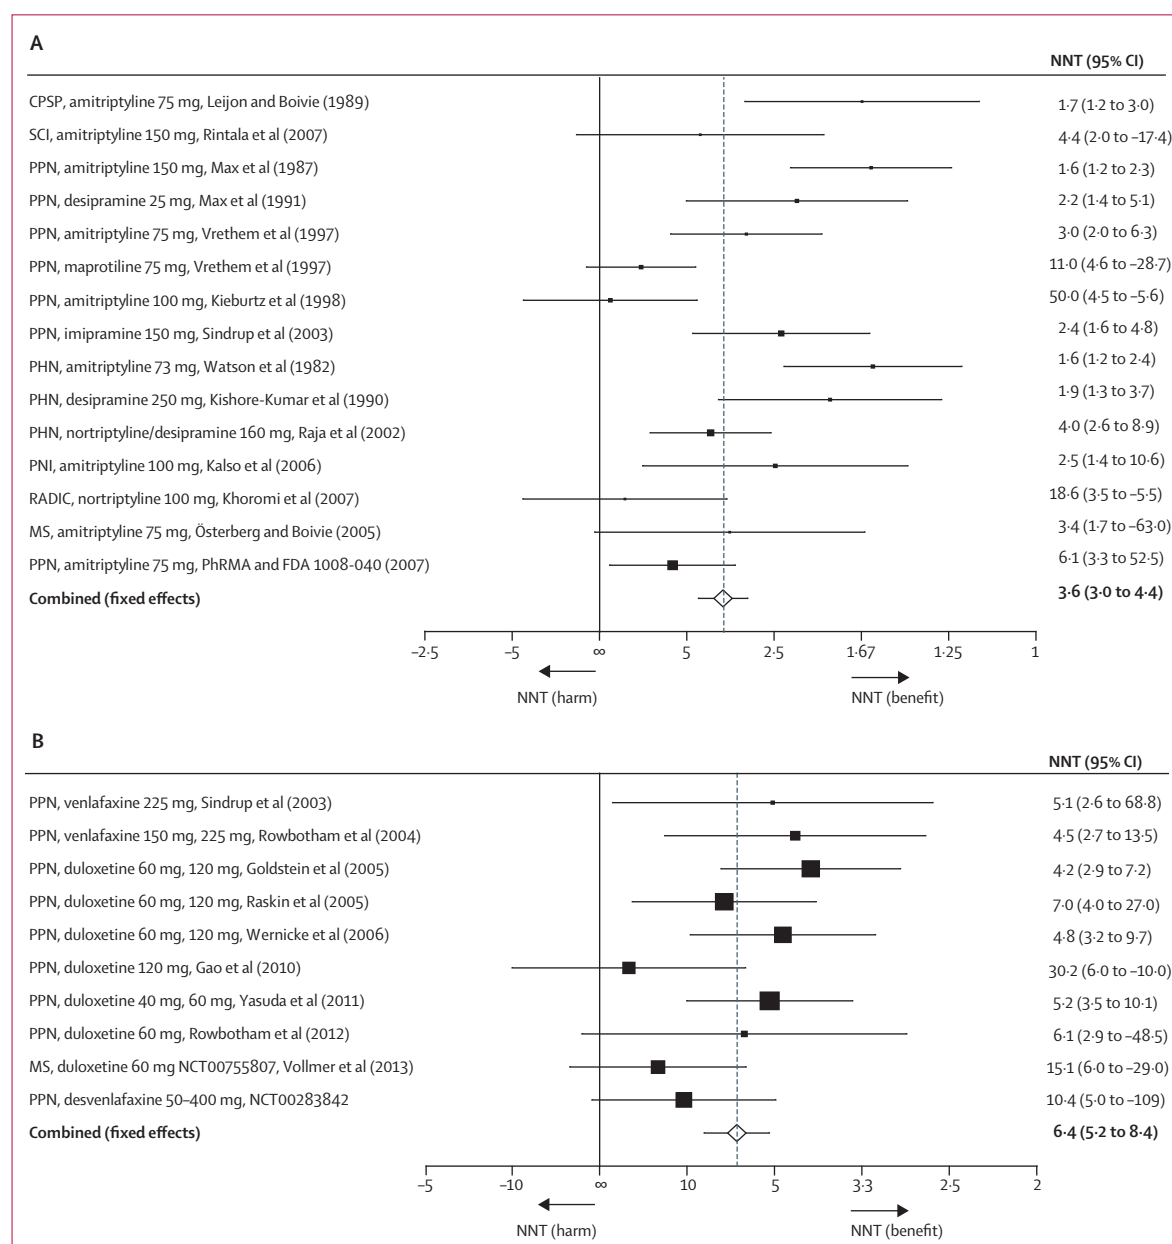 A
NNT (95% CI)
CPSP, amitriptyline 75 mg, Leijon and Boivie (1989) 1·7 (1·2 to 3·0)
SCI, amitriptyline 150 mg, Rintala et al (2007) 4·4 (2·0 to –17·4)
PPN, amitriptyline 150 mg, Max et al (1987) 1·6 (1·2 to 2·3)
PPN, desipramine 25 mg, Max et al (1991) 2·2 (1·4 to 5·1)
PPN, amitriptyline 75 mg, Vrethem et al (1997) 3·0 (2·0 to 6·3)
PPN, maprotiline 75 mg, Vrethem et al (1997) 11·0 (4·6 to –28·7)
PPN, amitriptyline 100 mg, Kieburtz et al (1998) 50·0 (4·5 to –5·6)
PPN, imipramine 150 mg, Sindrup et al (2003) 2·4 (1·6 to 4·8)
PHN, amitriptyline 73 mg, Watson et al (1982) 1·6 (1·2 to 2·4)
PHN, desipramine 250 mg, Kishore-Kumar et al (1990) 1·9 (1·3 to 3·7)
PHN, nortriptyline/desipramine 160 mg, Raja et al (2002) 4·0 (2·6 to 8·9)
PNI, amitriptyline 100 mg, Kalso et al (2006) 2·5 (1·4 to 10·6)
RADIC, nortriptyline 100 mg, Khoromi et al (2007) 18·6 (3·5 to –5·5)
MS, amitriptyline 75 mg, Österberg and Boivie (2005) 3·4 (1·7 to –63·0)
PPN, amitriptyline 75 mg, PhRMA and FDA 1008-040 (2007) 6·1 (3·3 to 52·5)
Combined (fixed effects) 3·6 (3·0 to 4·4)
–2·5 –5 ∞ 5 2·5 1·67 1·25 1
NNT (harm) NNT (benefit)
B
NNT (95% CI)
PPN, venlafaxine 225 mg, Sindrup et al (2003) 5·1 (2·6 to 68·8)
PPN, venlafaxine 150 mg, 225 mg, Rowbotham et al (2004) 4·5 (2·7 to 13·5)
PPN, duloxetine 60 mg, 120 mg, Goldstein et al (2005) 4·2 (2·9 to 7·2)
PPN, duloxetine 60 mg, 120 mg, Raskin et al (2005) 7·0 (4·0 to 27·0)
PPN, duloxetine 60 mg, 120 mg, Wernicke et al (2006) 4·8 (3·2 to 9·7)
PPN, duloxetine 120 mg, Gao et al (2010) 30·2 (6·0 to –10·0)
PPN, duloxetine 40 mg, 60 mg, Yasuda et al (2011) 5·2 (3·5 to 10·1)
PPN, duloxetine 60 mg, Rowbotham et al (2012) 6·1 (2·9 to –48·5)
MS, duloxetine 60 mg NCT00755807, Vollmer et al (2013) 15·1 (6·0 to –29·0)
PPN, desvenlafaxine 50–400 mg, NCT00283842 10·4 (5·0 to –109)
Combined (fixed effects) 6·4 (5·2 to 8·4)
–5 –10 ∞ 10 5 3·3 2·5 2
NNT (harm) NNT (benefit)